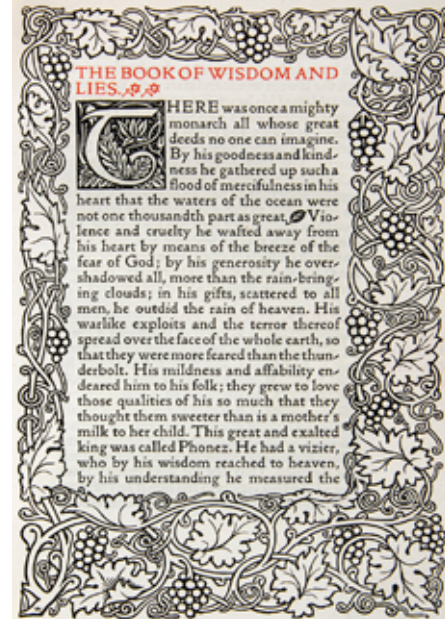 THE BOOK OF WISDOM AND
LIES.
THERE was once a mighty
monarch all whose great
deeds no one can imagine.
By his goodness and kind-
ness he gathered up such a
flood of mercifulness in his
heart that the waters of the ocean were
not one thousandth part as great, Vio-
lence and cruelty he wafted away from
his heart by means of the breeze of the
fear of God; by his generosity he over-
shadowed all, more than the rain-bring-
ing clouds; in his gifts, scattered to all
men, he outdid the rain of heaven. His
warlike exploits and the terror thereof
spread over the face of the whole earth, so
that they were more feared than the thun-
derbolt. His mildness and affability en-
deared him to his folk; they grew to love
those qualities of his so much that they
thought them sweeter than is a mother's
milk to her child. This great and exalted
king was called Phonez. He had a vizier,
who by his wisdom reached to heaven,
by his understanding he measured the